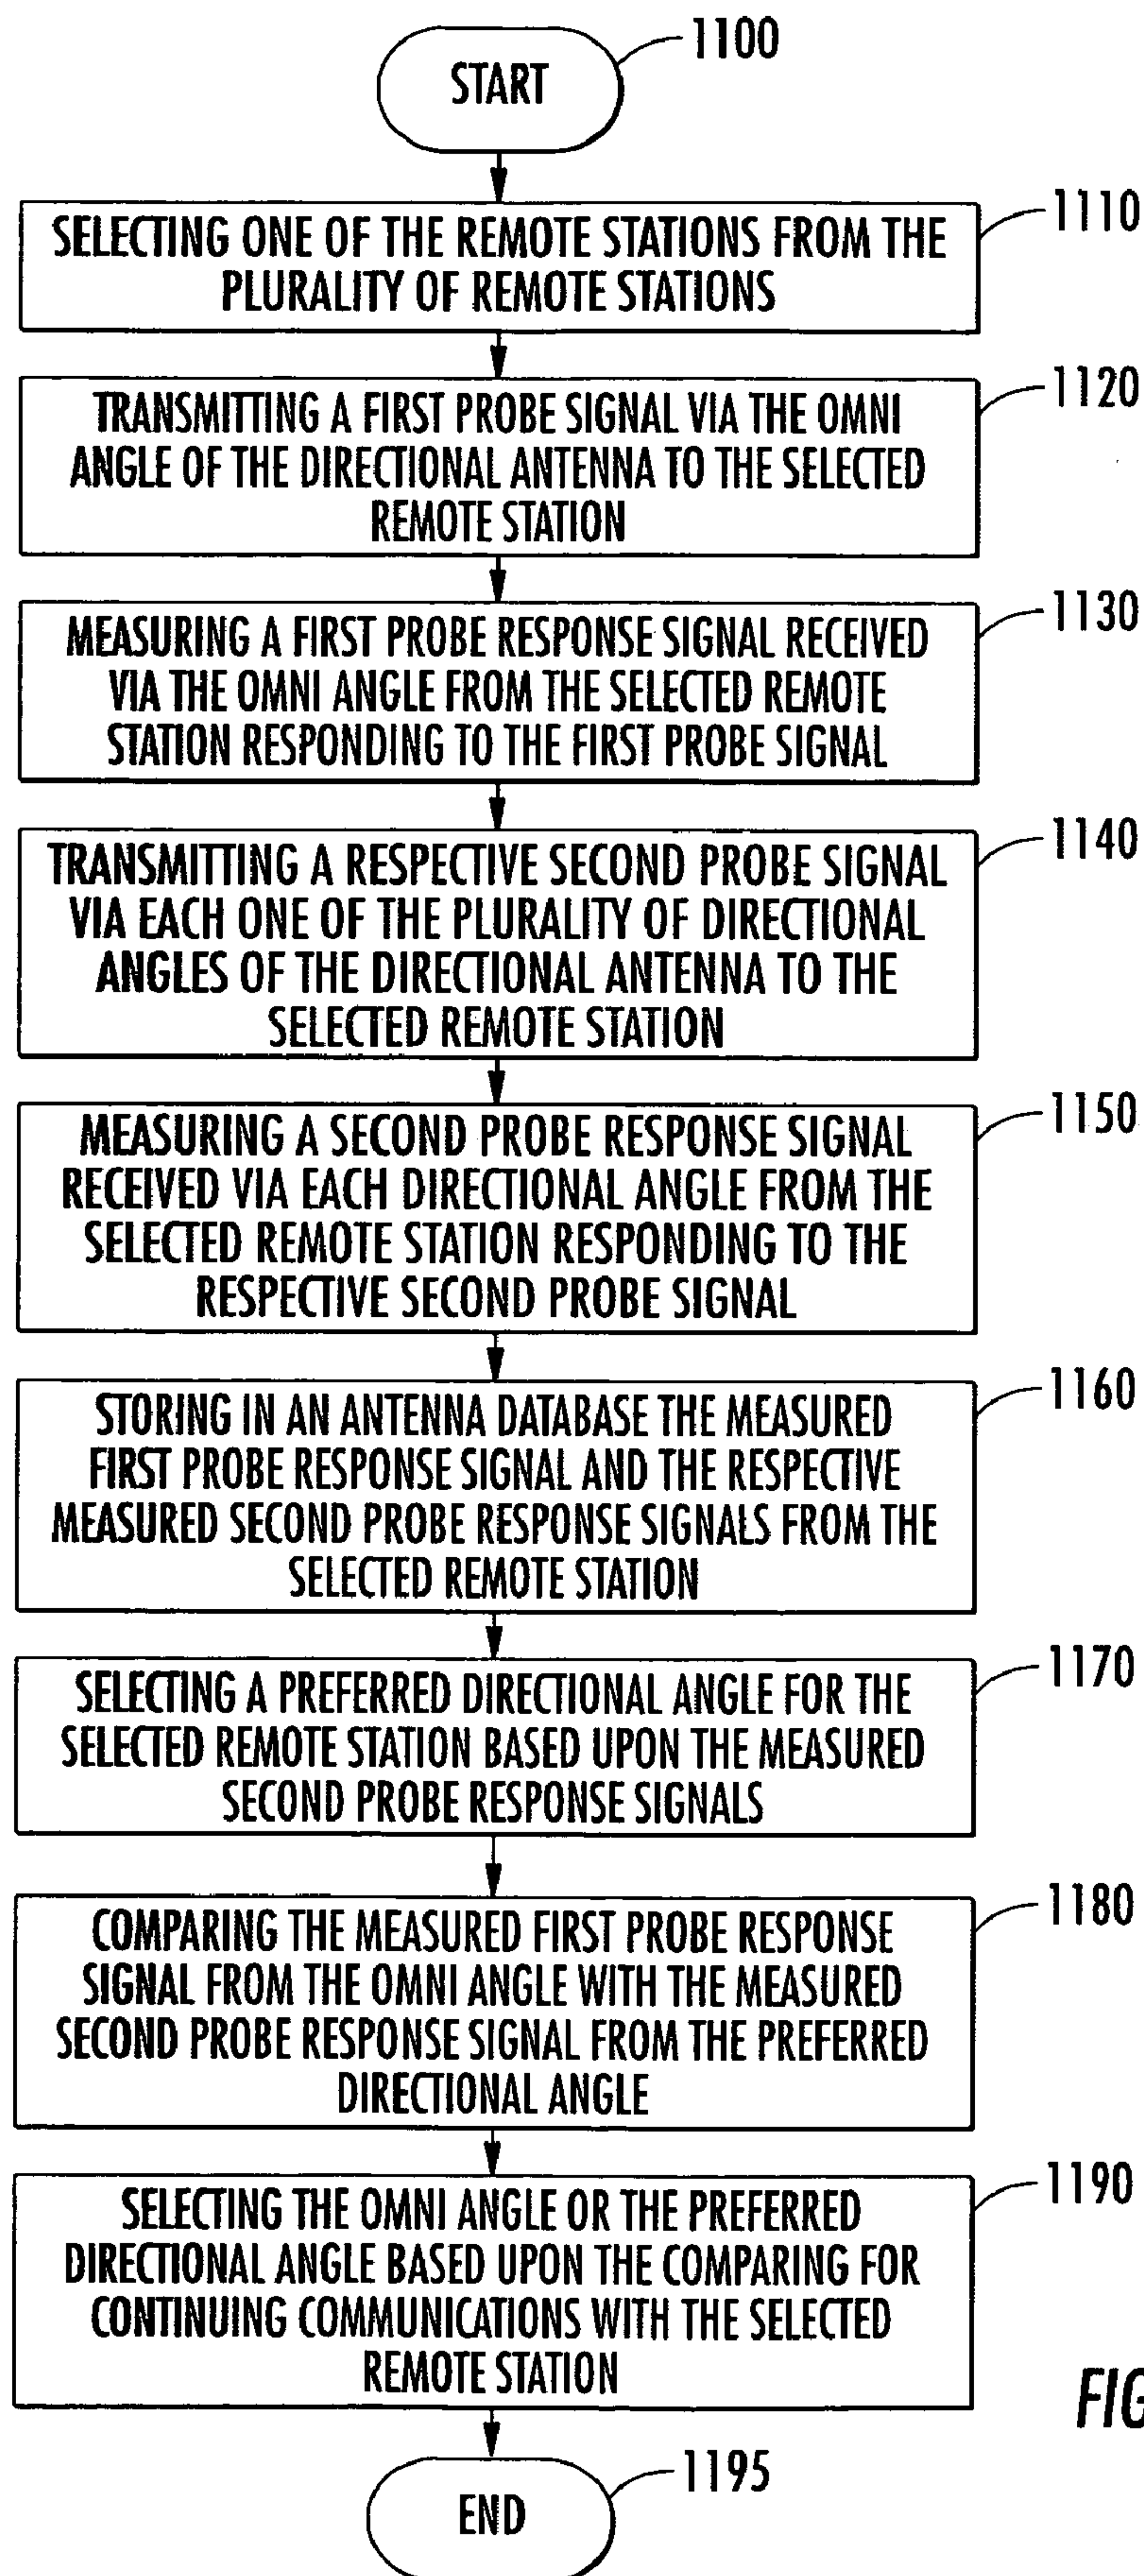 START
1100
SELECTING ONE OF THE REMOTE STATIONS FROM THE
PLURALITY OF REMOTE STATIONS
1110
TRANSMITTING A FIRST PROBE SIGNAL VIA THE OMNI
ANGLE OF THE DIRECTIONAL ANTENNA TO THE SELECTED
REMOTE STATION
1120
MEASURING A FIRST PROBE RESPONSE SIGNAL RECEIVED
VIA THE OMNI ANGLE FROM THE SELECTED REMOTE
STATION RESPONDING TO THE FIRST PROBE SIGNAL
1130
TRANSMITTING A RESPECTIVE SECOND PROBE SIGNAL
VIA EACH ONE OF THE PLURALITY OF DIRECTIONAL
ANGLES OF THE DIRECTIONAL ANTENNA TO THE
SELECTED REMOTE STATION
1140
MEASURING A SECOND PROBE RESPONSE SIGNAL
RECEIVED VIA EACH DIRECTIONAL ANGLE FROM THE
SELECTED REMOTE STATION RESPONDING TO THE
RESPECTIVE SECOND PROBE SIGNAL
1150
STORING IN AN ANTENNA DATABASE THE MEASURED
FIRST PROBE RESPONSE SIGNAL AND THE RESPECTIVE
MEASURED SECOND PROBE RESPONSE SIGNALS FROM THE
SELECTED REMOTE STATION
1160
SELECTING A PREFERRED DIRECTIONAL ANGLE FOR THE
SELECTED REMOTE STATION BASED UPON THE MEASURED
SECOND PROBE RESPONSE SIGNALS
1170
COMPARING THE MEASURED FIRST PROBE RESPONSE
SIGNAL FROM THE OMNI ANGLE WITH THE MEASURED
SECOND PROBE RESPONSE SIGNAL FROM THE PREFERRED
DIRECTIONAL ANGLE
1180
SELECTING THE OMNI ANGLE OR THE PREFERRED
DIRECTIONAL ANGLE BASED UPON THE COMPARING FOR
CONTINUING COMMUNICATIONS WITH THE SELECTED
REMOTE STATION
1190
FIG
END
1195